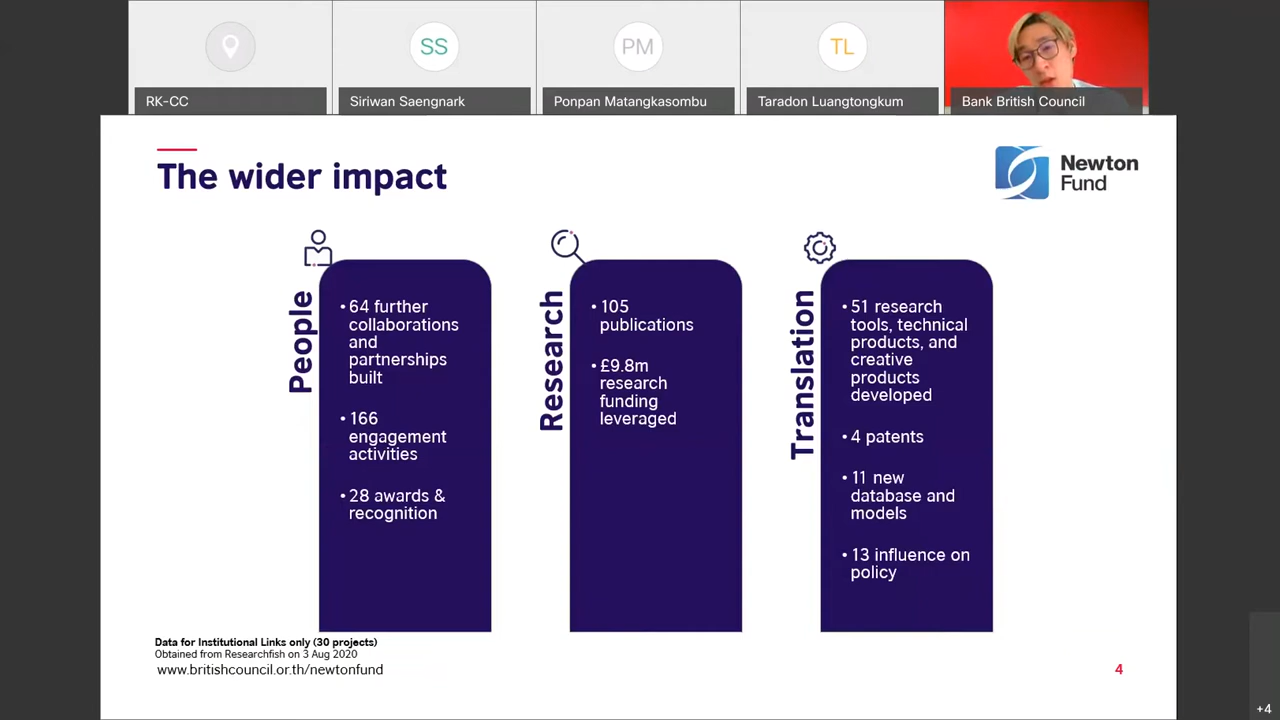 SS
PM
TL
RK-CC
Siriwan Saengnark
Ponpan Matangkasombu
Taradon Luangtongkum
Bank British Council
The wider impact
Newton
Fund
People
• 64 further
collaborations
and
partnerships
built
• 166
engagement
activities
• 28 awards &
recognition
Research
• 105
publications
• £9.8m
research
funding
leveraged
Translation
• 51 research
tools, technical
products, and
creative
products
developed
• 4 patents
• 11 new
database and
models
• 13 influence on
policy
Data for Institutional Links only (30 projects)
Obtained from Researchfish on 3 Aug 2020
www.britishcouncil.or.th/newtonfund
4
+4